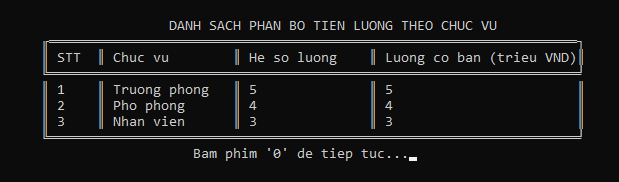 DANH SACH PHAN BO TIEN LUONG THEO CHUC VU
STT Chuc vu He so luong Luong co ban (trieu VND)
1 Truong phong 5 5
2 Pho phong 4 4
3 Nhan vien 3 3
Bam phim '0' de tiep tuc...